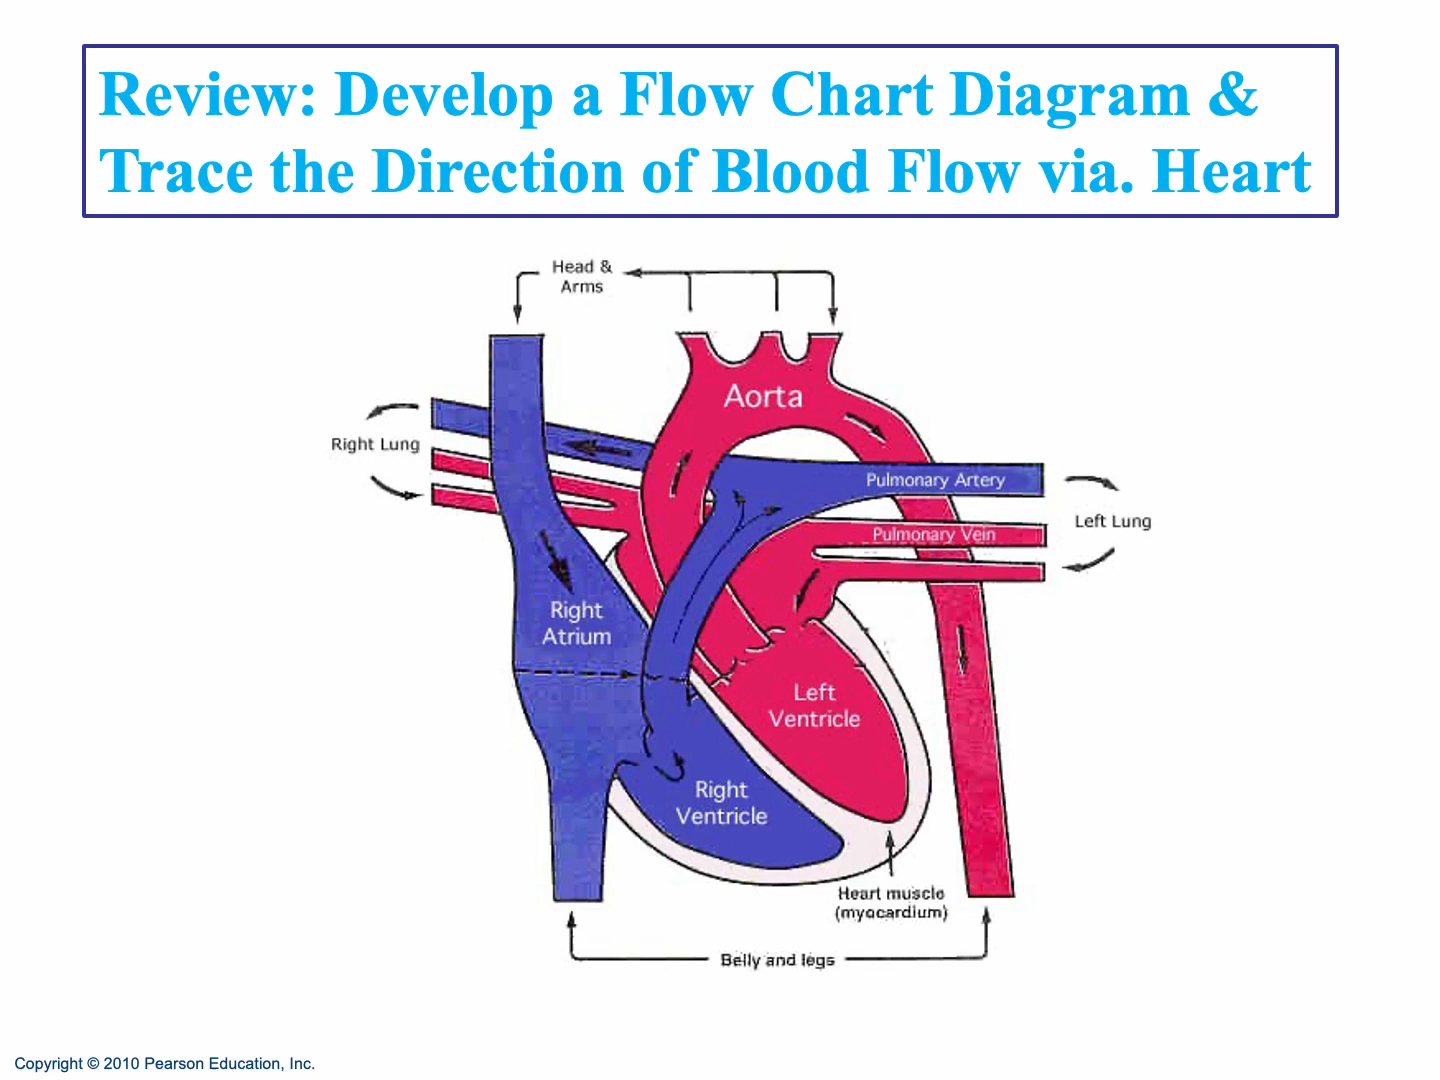 Review: Develop a Flow Chart Diagram &
Trace the Direction of Blood Flow via. Heart
Head &
Arms
Aorta
Right Lung
Pulmonary Artery
Left Lung
Pulmonary Vein
Right
Atrium
Left
Ventricle
Right
Ventricle
Heart muscle
(myocardium)
Belly and legs
Copyright © 2010 Pearson Education, Inc.